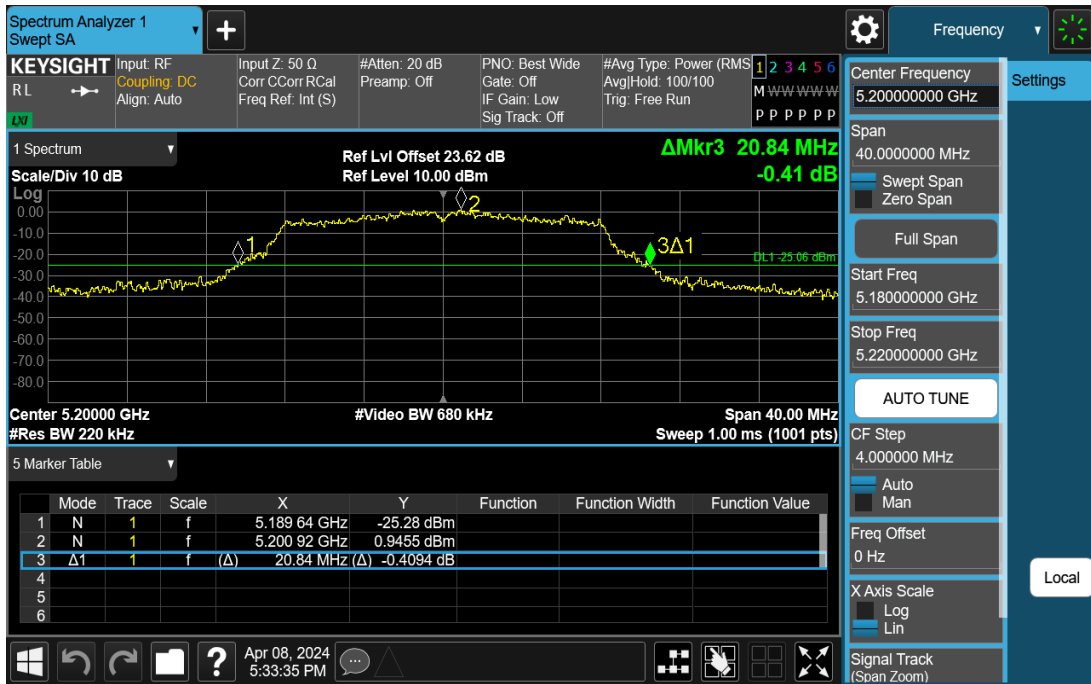 Spectrum Analyzer 1
Swept SA
+
Frequency
KEYSIGHT
RL
LXI
Input: RF
Coupling: DC
Align: Auto
Input Z: 50 Ω
Corr CCorr RCal
Freq Ref: Int (S)
#Atten: 20 dB
Preamp: Off
PNO: Best Wide
Gate: Off
IF Gain: Low
Sig Track: Off
#Avg Type: Power (RMS
Avg|Hold: 100/100
Trig: Free Run
1 2 3 4 5 6
M W W W W W
P P P P P P
1 Spectrum
Scale/Div 10 dB
Ref Lvl Offset 23.62 dB
Ref Level 10.00 dBm
ΔMkr3 20.84 MHz
-0.41 dB
Log
0.00
-10.0
-20.0
-30.0
-40.0
-50.0
-60.0
-70.0
-80.0
1
2
3Δ1
DL1 -25.06 dBm
Center 5.20000 GHz
#Res BW 220 kHz
#Video BW 680 kHz
Span 40.00 MHz
Sweep 1.00 ms (1001 pts)
5 Marker Table
Mode Trace Scale X Y Function Function Width Function Value
1 N 1 f 5.189 64 GHz -25.28 dBm
2 N 1 f 5.200 92 GHz 0.9455 dBm
3 Δ1 1 f (Δ) 20.84 MHz (Δ) -0.4094 dB
4
5
6
?
Apr 08, 2024
5:33:35 PM
Center Frequency
5.200000000 GHz
Span
40.0000000 MHz
Swept Span
Zero Span
Full Span
Start Freq
5.180000000 GHz
Stop Freq
5.220000000 GHz
AUTO TUNE
CF Step
4.000000 MHz
Auto
Man
Freq Offset
0 Hz
X Axis Scale
Log
Lin
Signal Track
(Span Zoom)
Settings
Local